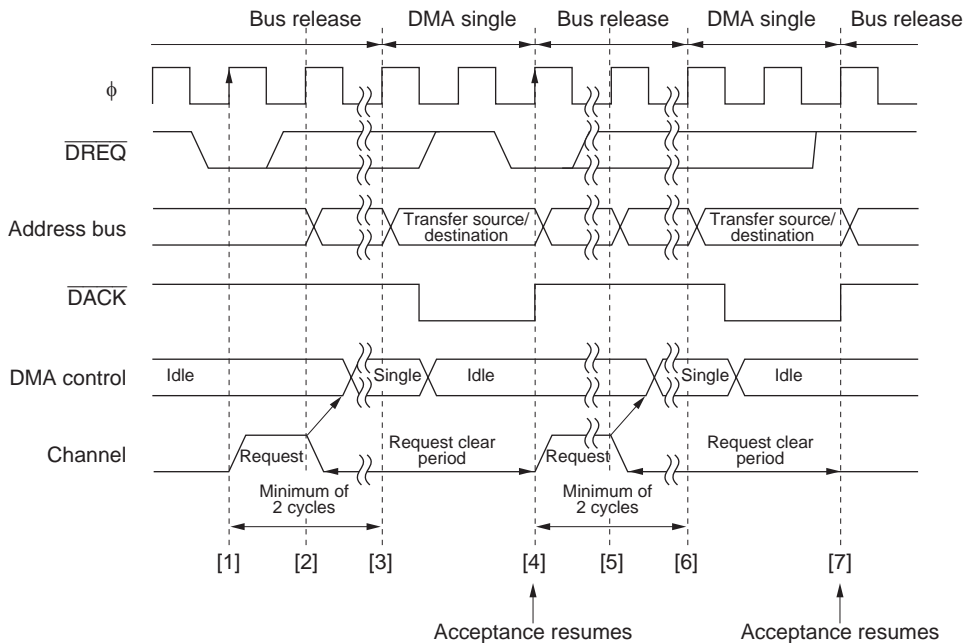 Bus release DMA single Bus release DMA single Bus release
ϕ
DREQ
Address bus Transfer source/ destination Transfer source/ destination
DACK
DMA control Idle Single Idle Single Idle
Channel Request Request clear period Request Request clear period
Minimum of 2 cycles Minimum of 2 cycles
[1] [2] [3] [4] [5] [6] [7]
Acceptance resumes Acceptance resumes